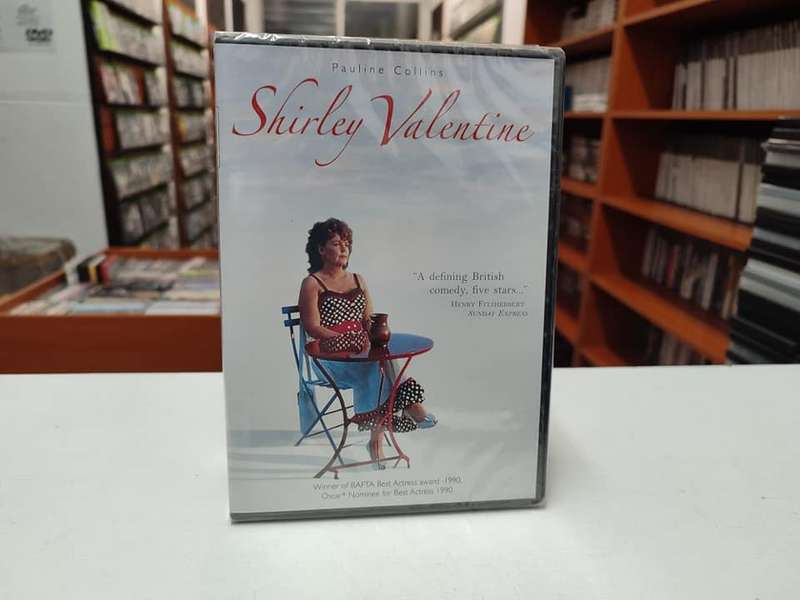 Pauline Collins
Shirley Valentine
"A defining British
comedy, five stars..."
Henry Fitzherbert
Sunday Express
Winner of BAFTA Best Actress award 1990,
Oscar® Nominee for Best Actress 1990
DVD